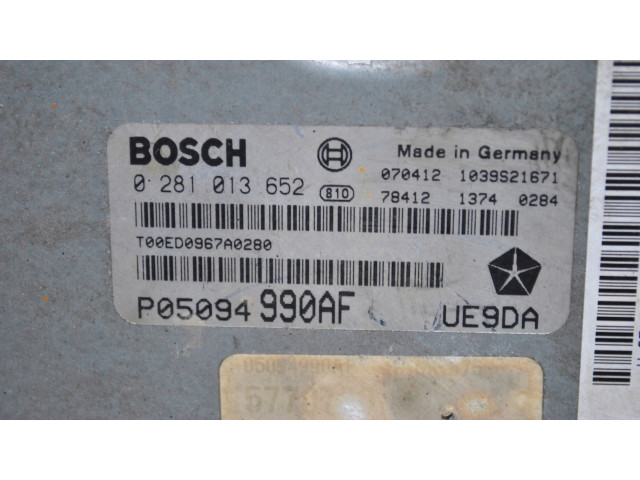 BOSCH
Made in Germany
0 281 013 652
810
070412 1039S21671
78412 1374 0284
T00ED0967A0280
P05094 990AF
UE9DA